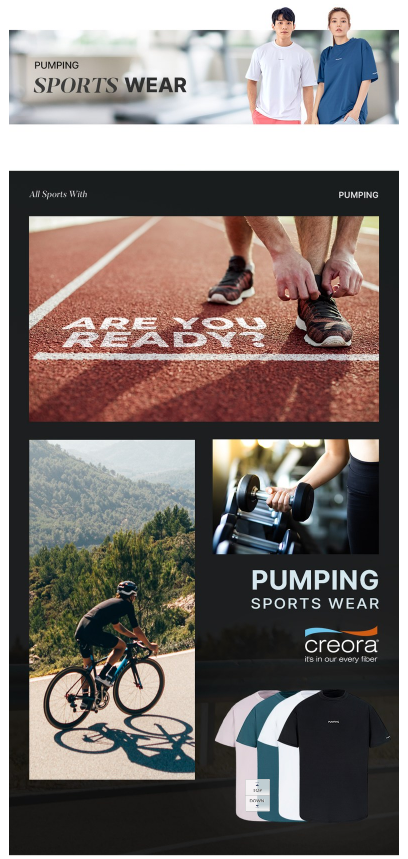 PUMPING
SPORTS WEAR
All Sports With
PUMPING
ARE YOU
READY?
PUMPING
SPORTS WEAR
creora
it's in our every fiber
PUMPING
UP
DOWN